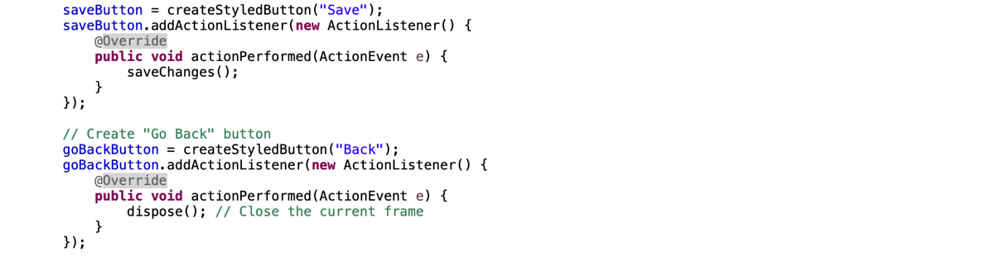 saveButton = createStyledButton("Save");
saveButton.addActionListener(new ActionListener() {
    @Override
    public void actionPerformed(ActionEvent e) {
        saveChanges();
    }
});

// Create "Go Back" button
goBackButton = createStyledButton("Back");
goBackButton.addActionListener(new ActionListener() {
    @Override
    public void actionPerformed(ActionEvent e) {
        dispose(); // Close the current frame
    }
});